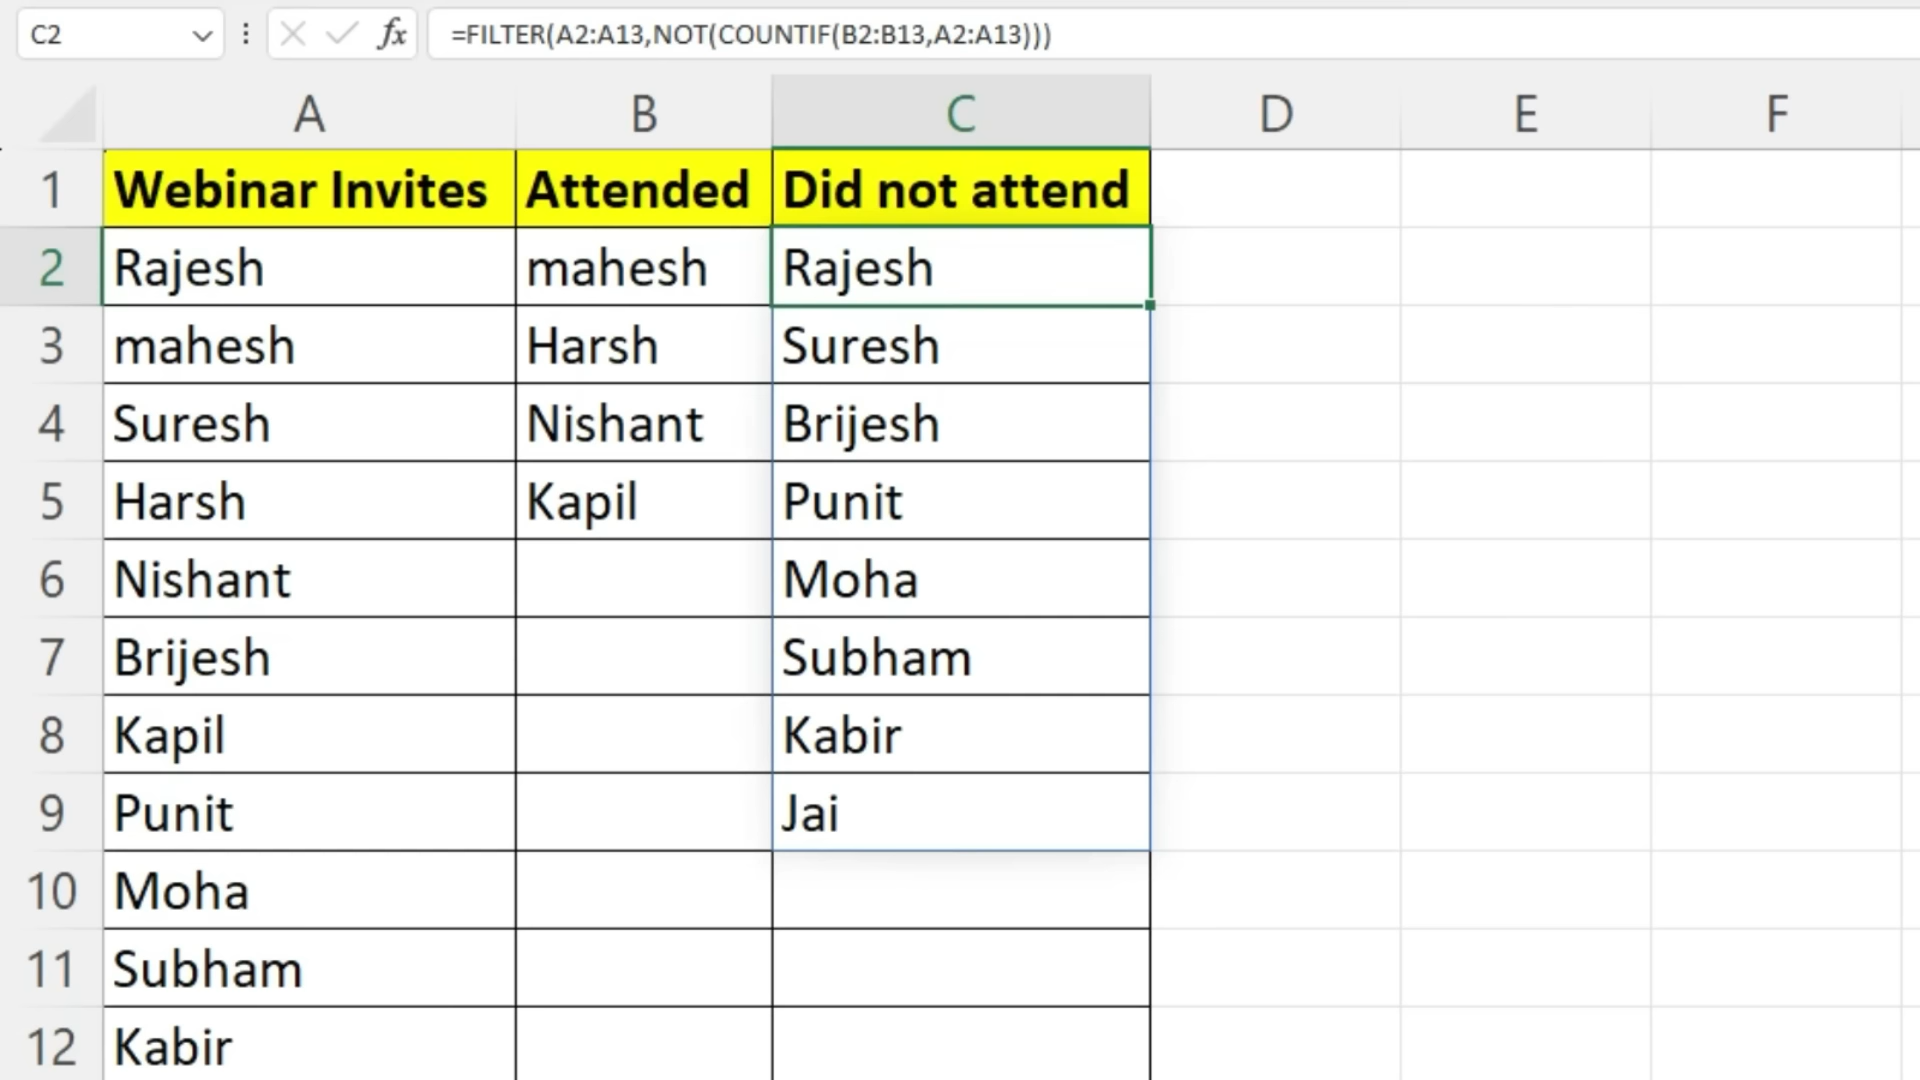 C2 fx =FILTER(A2:A13,NOT(COUNTIF(B2:B13,A2:A13)))
A B C D E F
1 Webinar Invites Attended Did not attend
2 Rajesh mahesh Rajesh
3 mahesh Harsh Suresh
4 Suresh Nishant Brijesh
5 Harsh Kapil Punit
6 Nishant Moha
7 Brijesh Subham
8 Kapil Kabir
9 Punit Jai
10 Moha
11 Subham
12 Kabir